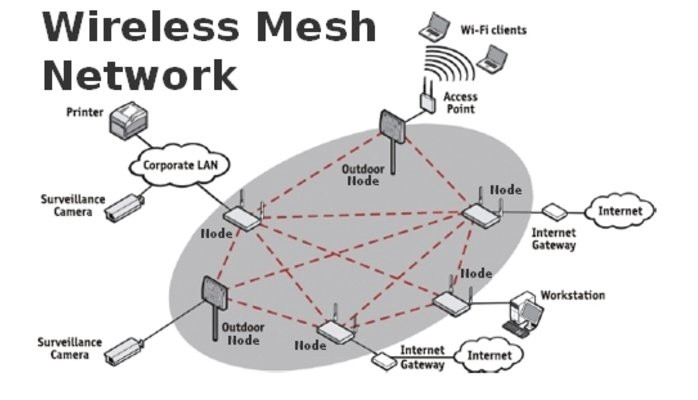 Wireless Mesh
Network
Wi-Fi clients
Access
Point
Printer
Corporate LAN
Outdoor
Node
Surveillance
Camera
Node
Node
Internet
Internet
Gateway
Node
Workstation
Outdoor
Node
Node
Surveillance
Camera
Internet
Gateway
Internet